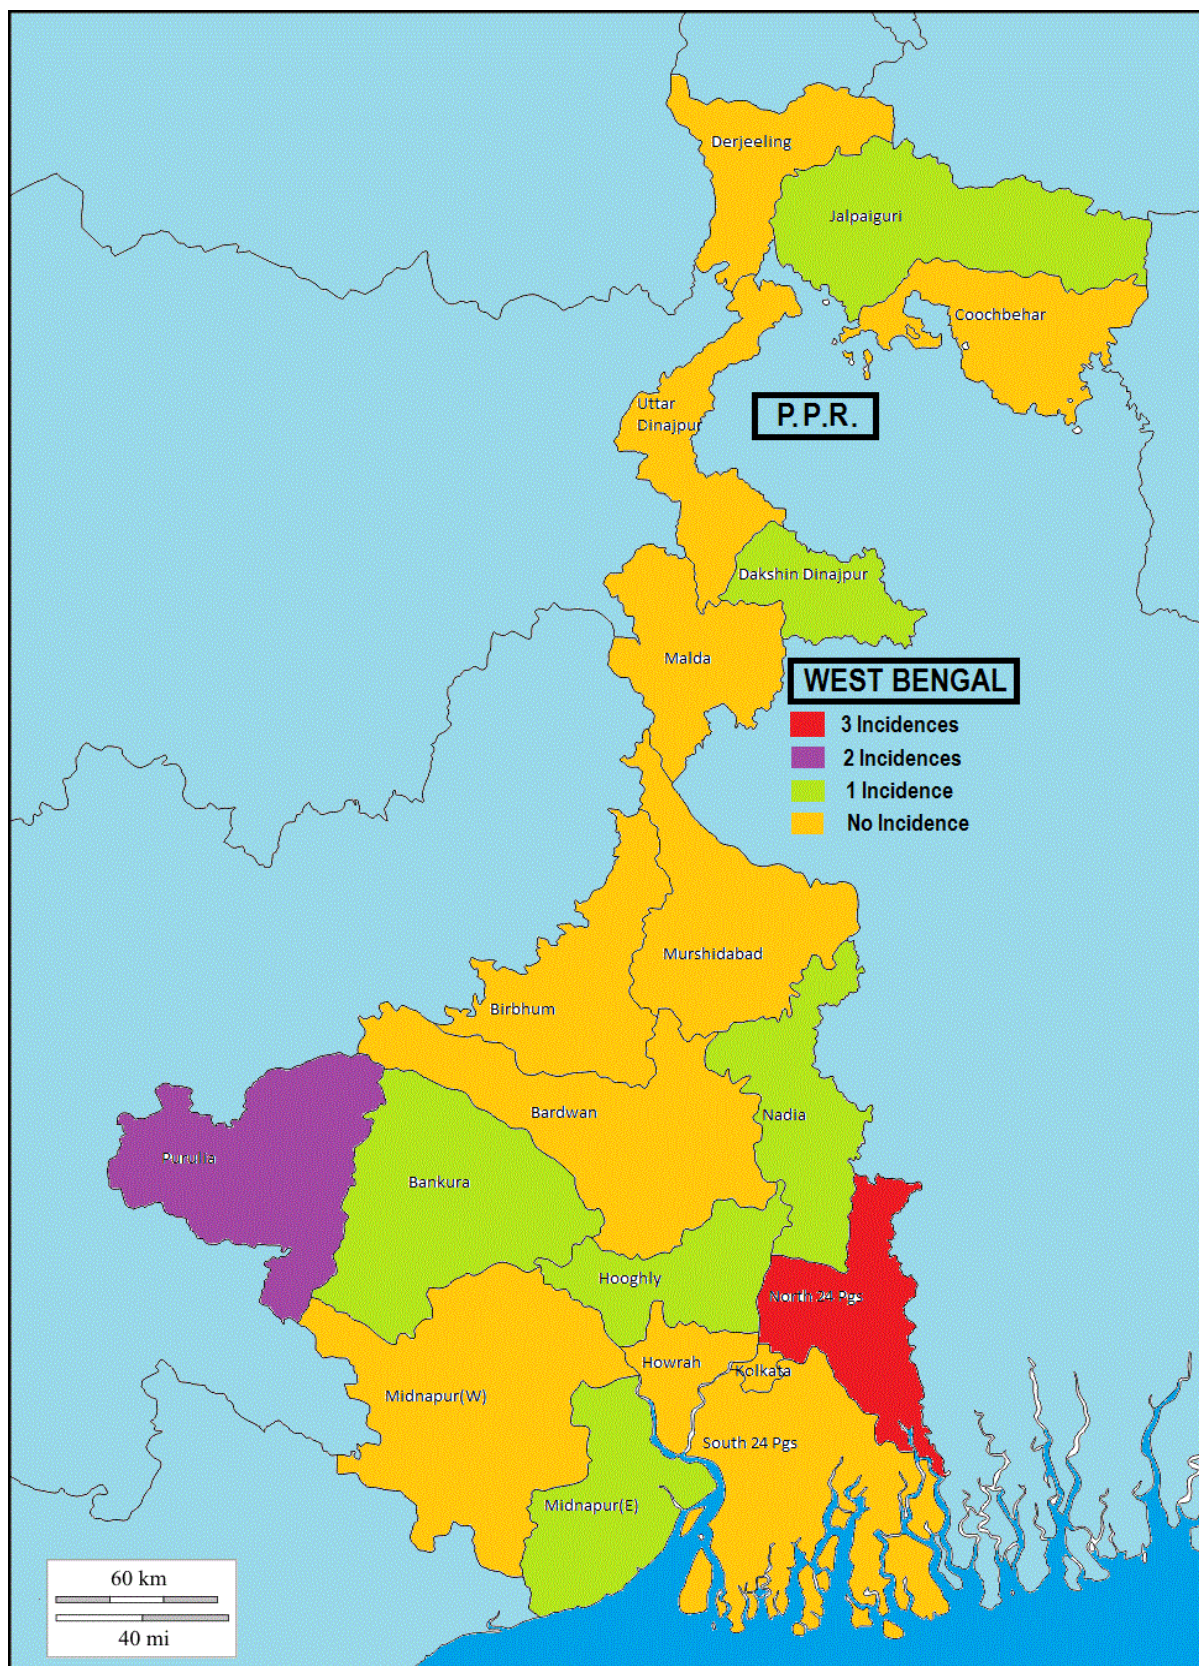 Derjeeling
Jalpaiguri
Coochbehar
Uttar
Dinajpur
P.P.R.
Dakshin Dinajpur
Malda
WEST BENGAL
3 Incidences
2 Incidences
1 Incidence
No Incidence
Murshidabad
Birbhum
Bardwan
Nadia
Purulia
Bankura
Hooghly
North 24 Pgs
Howrah
Kolkata
Midnapur(W)
South 24 Pgs
Midnapur(E)
60 km
40 mi